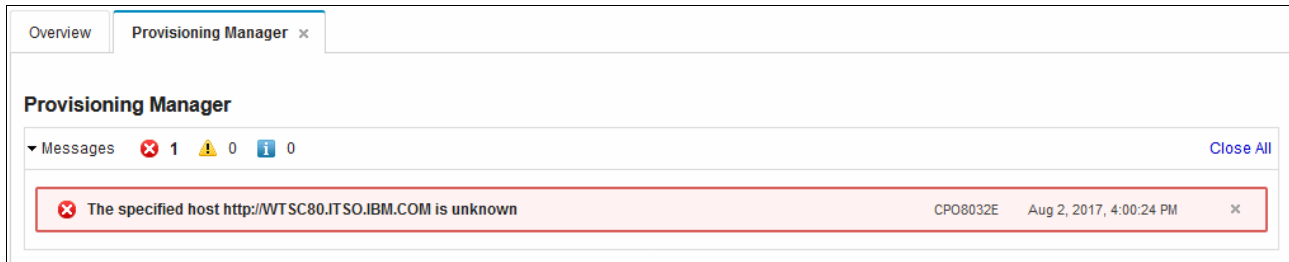 Overview Provisioning Manager ×
Provisioning Manager
Messages 1 0 0 Close All
The specified host http://WTSC80.ITSO.IBM.COM is unknown CPO8032E Aug 2, 2017, 4:00:24 PM ×